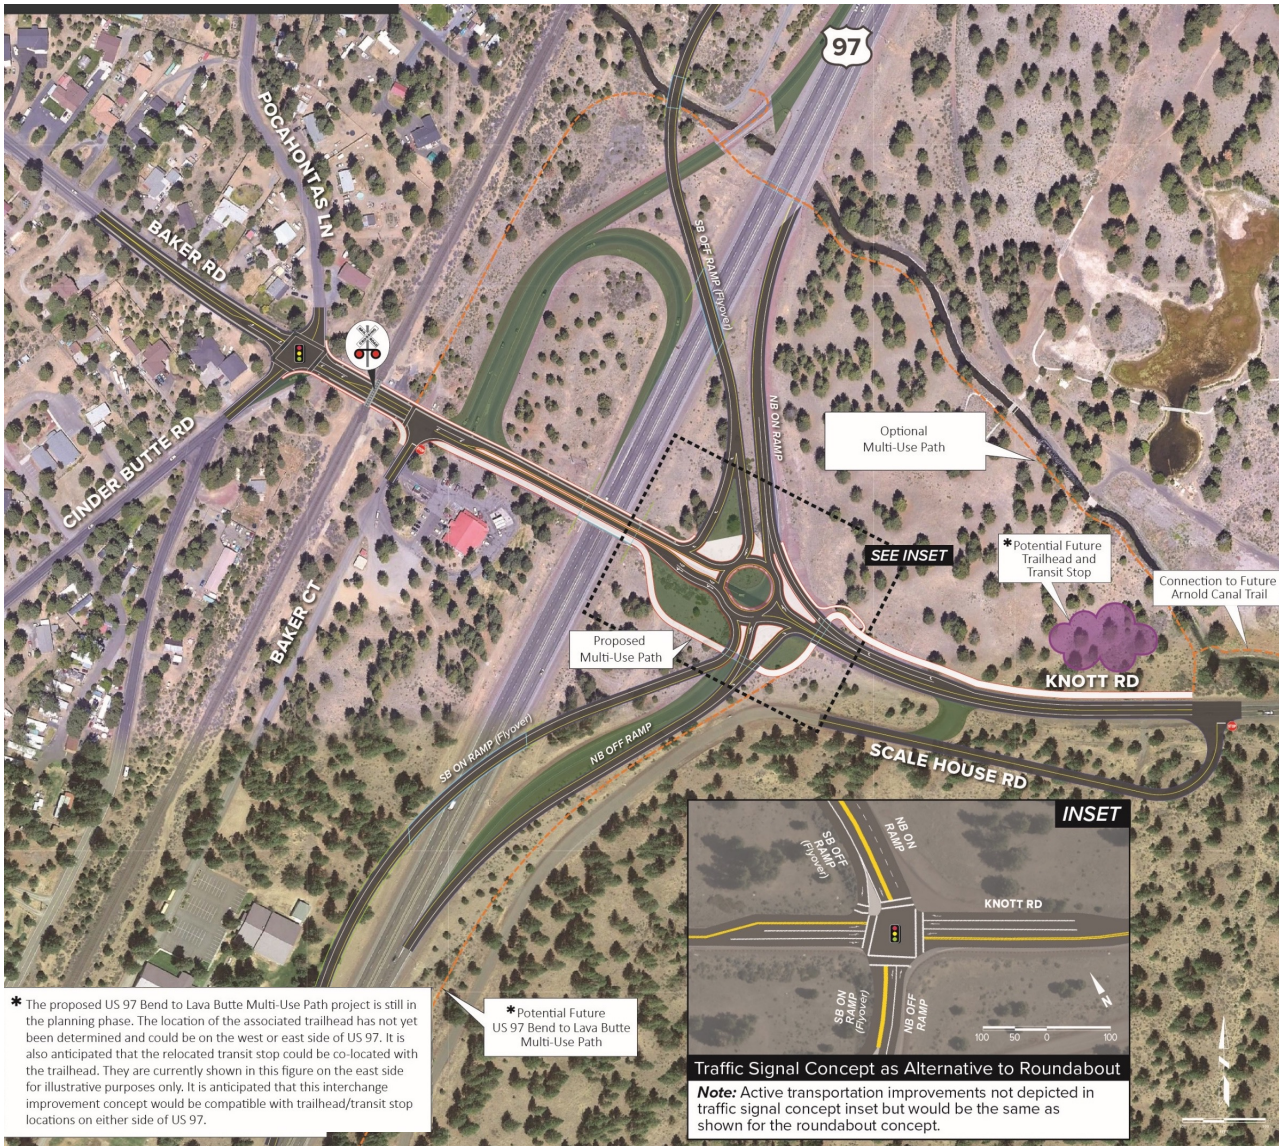 97
POCAHONTAS LN
BAKER RD
SB OFF RAMP (Flyover)
NB ON RAMP
CINDER BUTTE RD
BAKER CT
Optional
Multi-Use Path
SEE INSET
*Potential Future
Trailhead and
Transit Stop
Connection to Future
Arnold Canal Trail
Proposed
Multi-Use Path
KNOTT RD
SB ON RAMP (Flyover)
NB OFF RAMP
SCALE HOUSE RD
INSET
SB OFF
RAMP
(Flyover)
NB ON
RAMP
KNOTT RD
SB ON
RAMP
(Flyover)
NB OFF
RAMP
N
100 50 0 100
Traffic Signal Concept as Alternative to Roundabout
Note: Active transportation improvements not depicted in
traffic signal concept inset but would be the same as
shown for the roundabout concept.
* The proposed US 97 Bend to Lava Butte Multi-Use Path project is still in
the planning phase. The location of the associated trailhead has not yet
been determined and could be on the west or east side of US 97. It is
also anticipated that the relocated transit stop could be co-located with
the trailhead. They are currently shown in this figure on the east side
for illustrative purposes only. It is anticipated that this interchange
improvement concept would be compatible with trailhead/transit stop
locations on either side of US 97.
*Potential Future
US 97 Bend to Lava Butte
Multi-Use Path